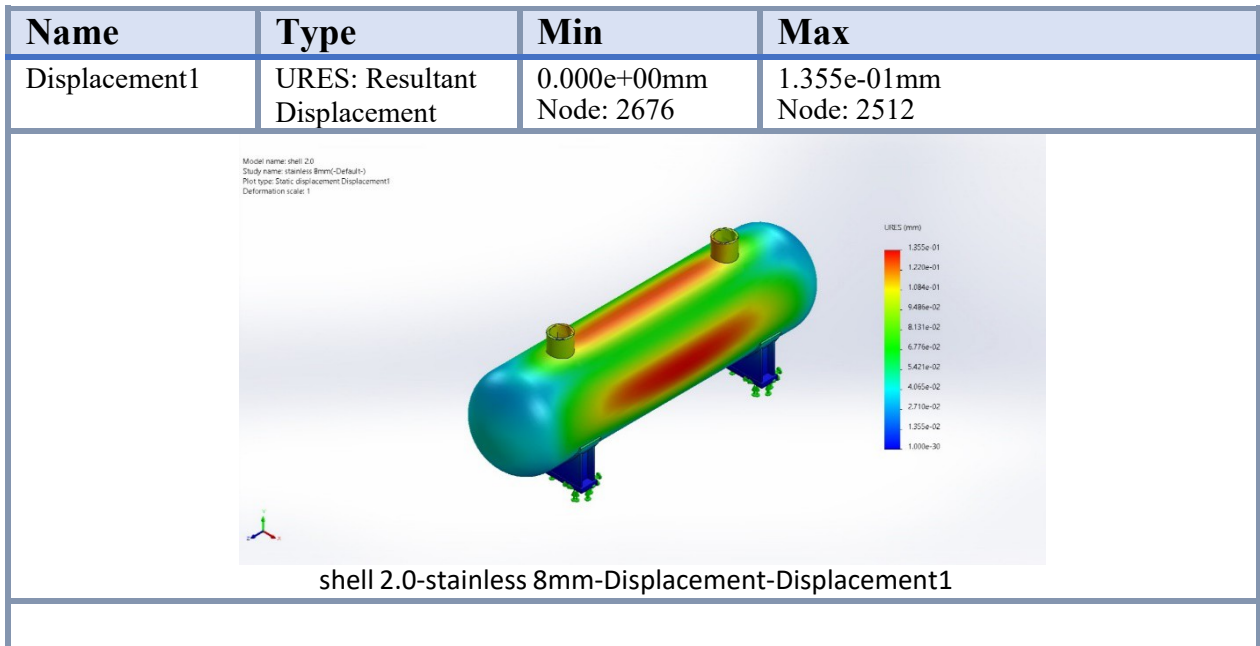 Name Type Min Max
Displacement1 URES: Resultant 0.000e+00mm 1.355e-01mm
Displacement Node: 2676 Node: 2512
Model name: shell 2.0
Study name: stainless 8mm(-Default-)
Plot type: Static displacement Displacement1
Deformation scale: 1
URES (mm)
1.355e-01
1.220e-01
1.084e-01
9.486e-02
8.131e-02
6.776e-02
5.421e-02
4.065e-02
2.710e-02
1.355e-02
1.000e-30
Y
Z X
shell 2.0-stainless 8mm-Displacement-Displacement1